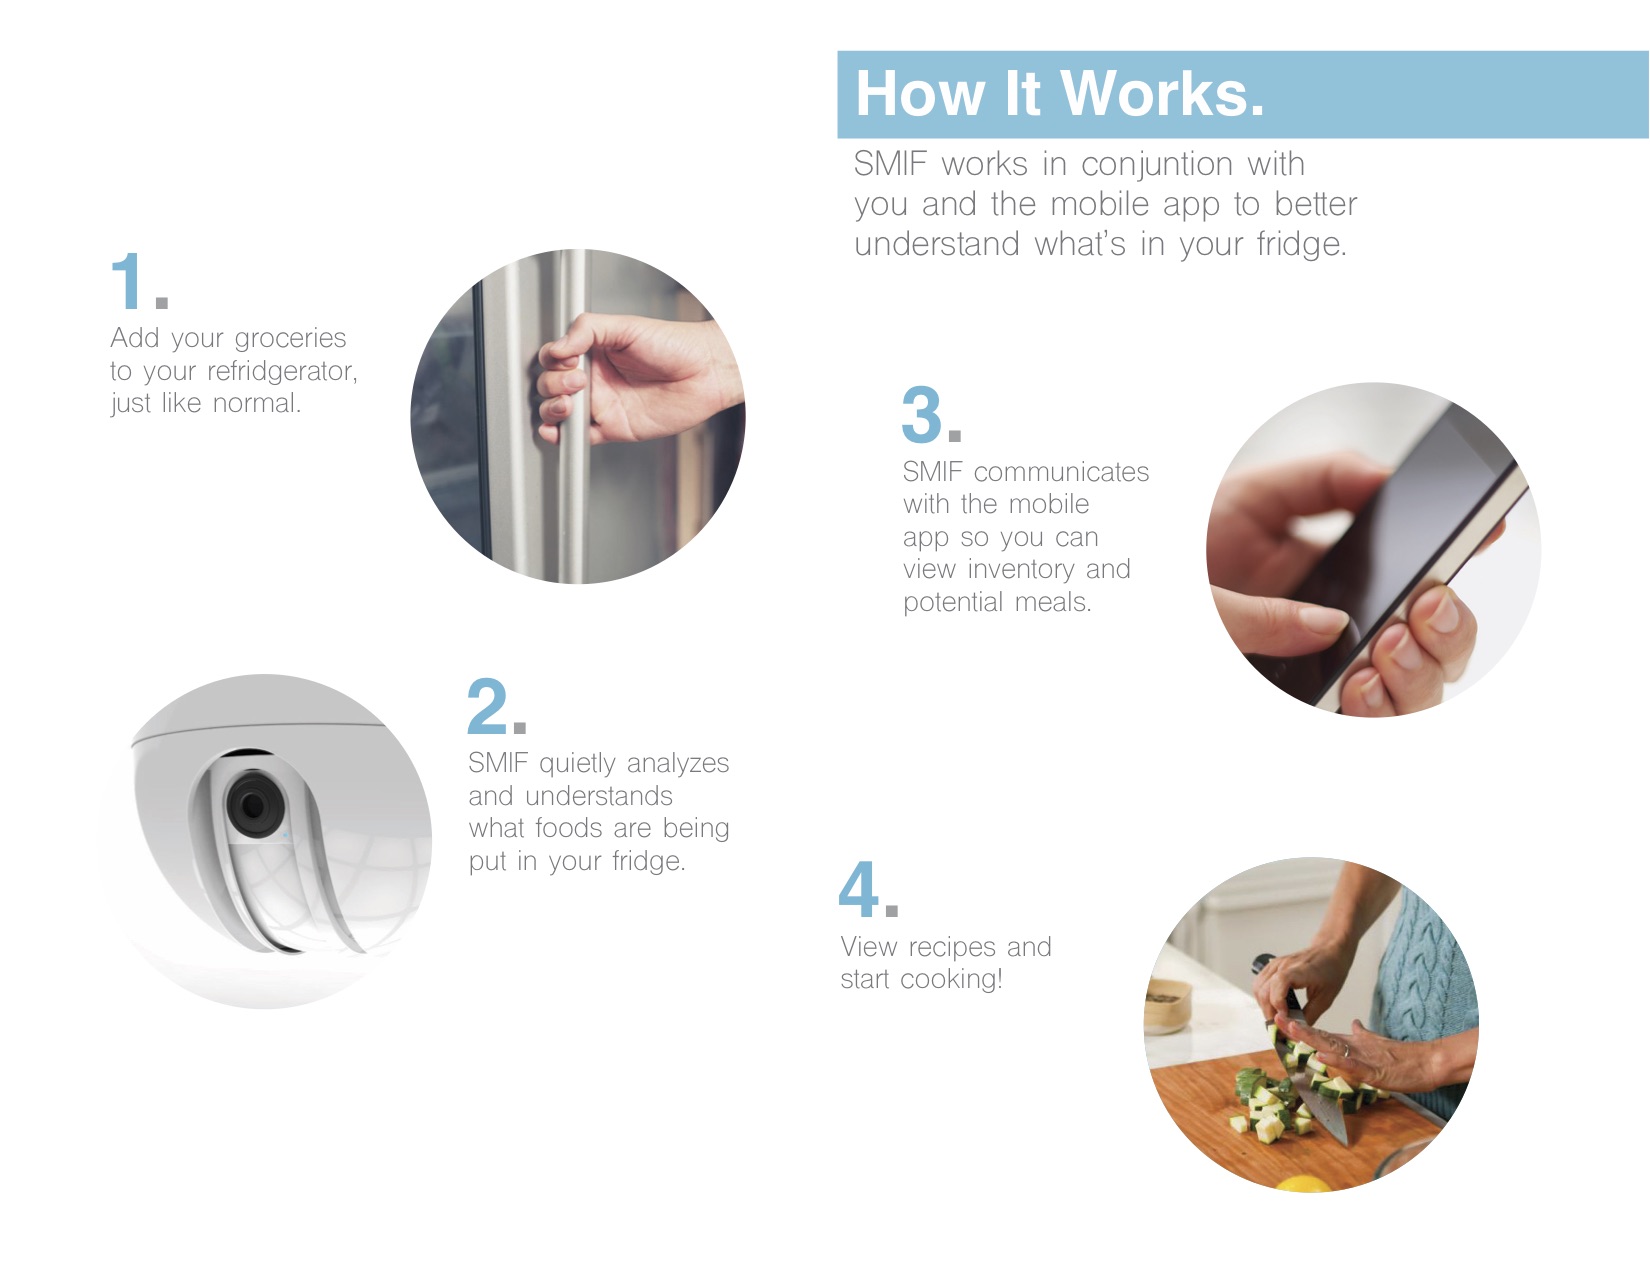 How It Works.
SMIF works in conjuntion with
you and the mobile app to better
understand what's in your fridge.
1.
Add your groceries
to your refridgerator,
just like normal.
2.
SMIF quietly analyzes
and understands
what foods are being
put in your fridge.
3.
SMIF communicates
with the mobile
app so you can
view inventory and
potential meals.
4.
View recipes and
start cooking!